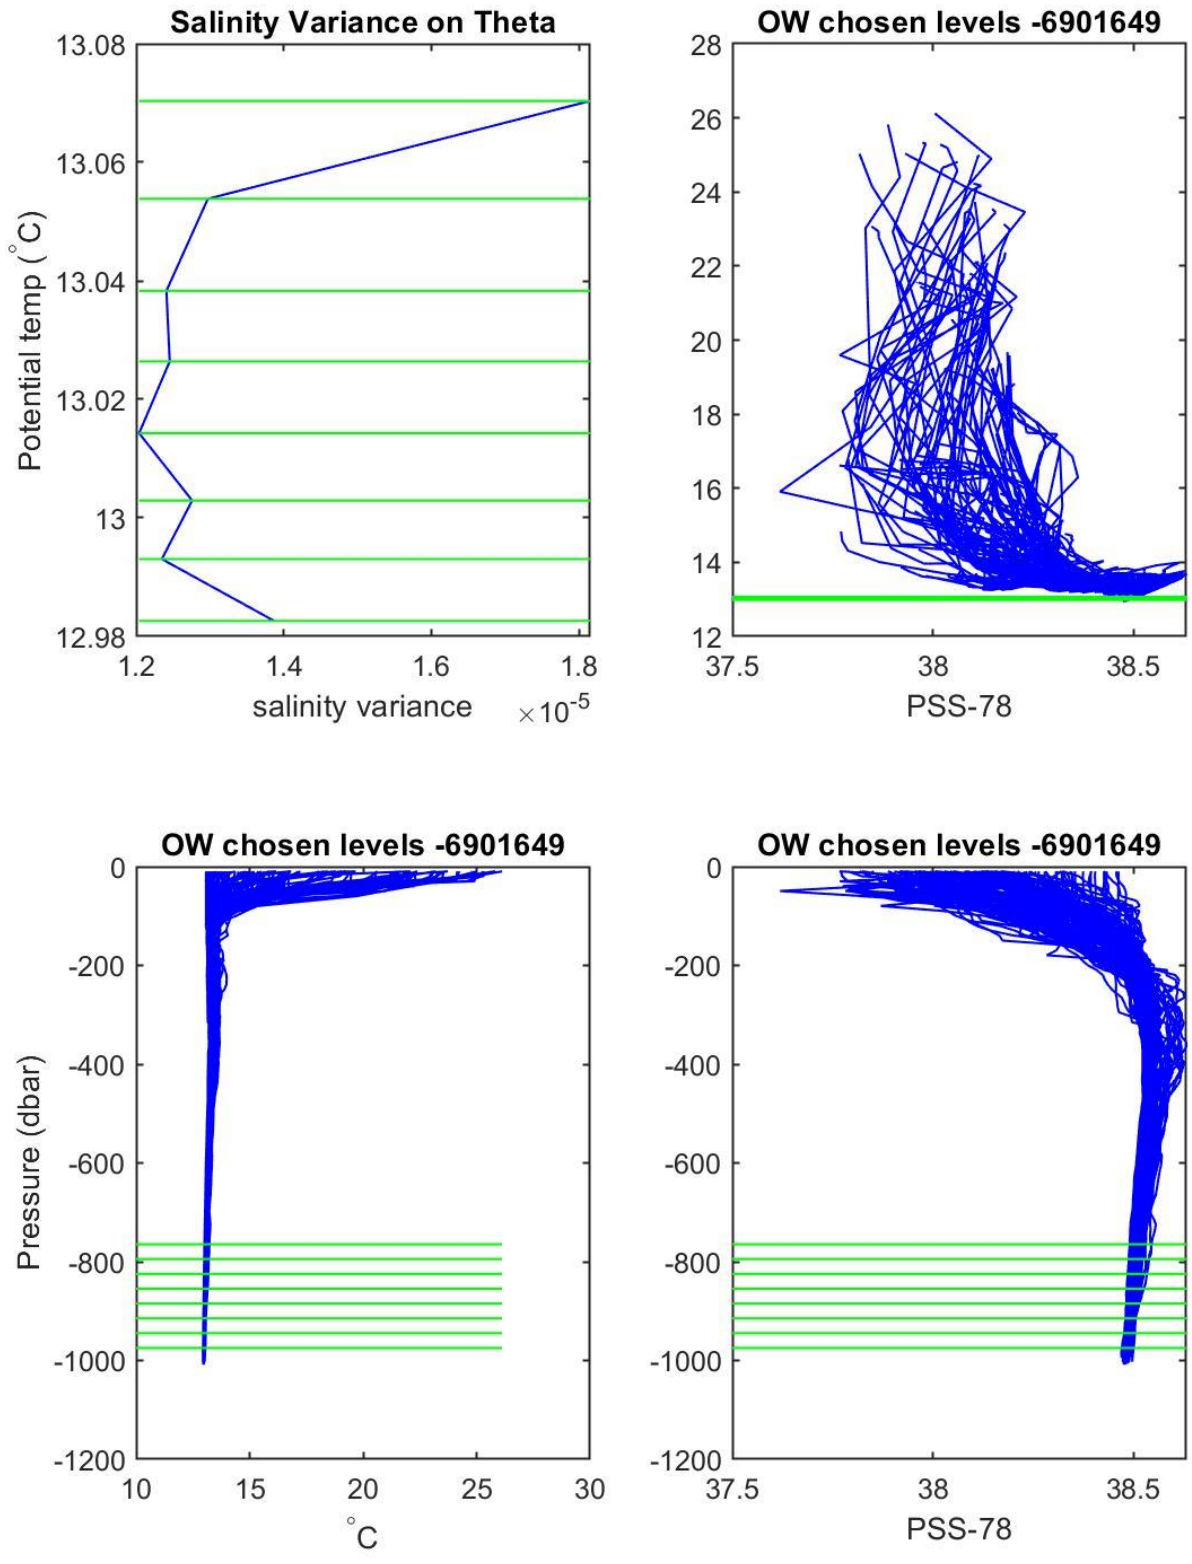 Salinity Variance on Theta
13.08
13.06
13.04
13.02
13
12.98
Potential temp (°C)
1.2 1.4 1.6 1.8
salinity variance ×10-5
OW chosen levels -6901649
28
26
24
22
20
18
16
14
12
37.5 38 38.5
PSS-78
OW chosen levels -6901649
0
-200
-400
-600
-800
-1000
-1200
Pressure (dbar)
10 15 20 25 30
°C
OW chosen levels -6901649
0
-200
-400
-600
-800
-1000
-1200
37.5 38 38.5
PSS-78